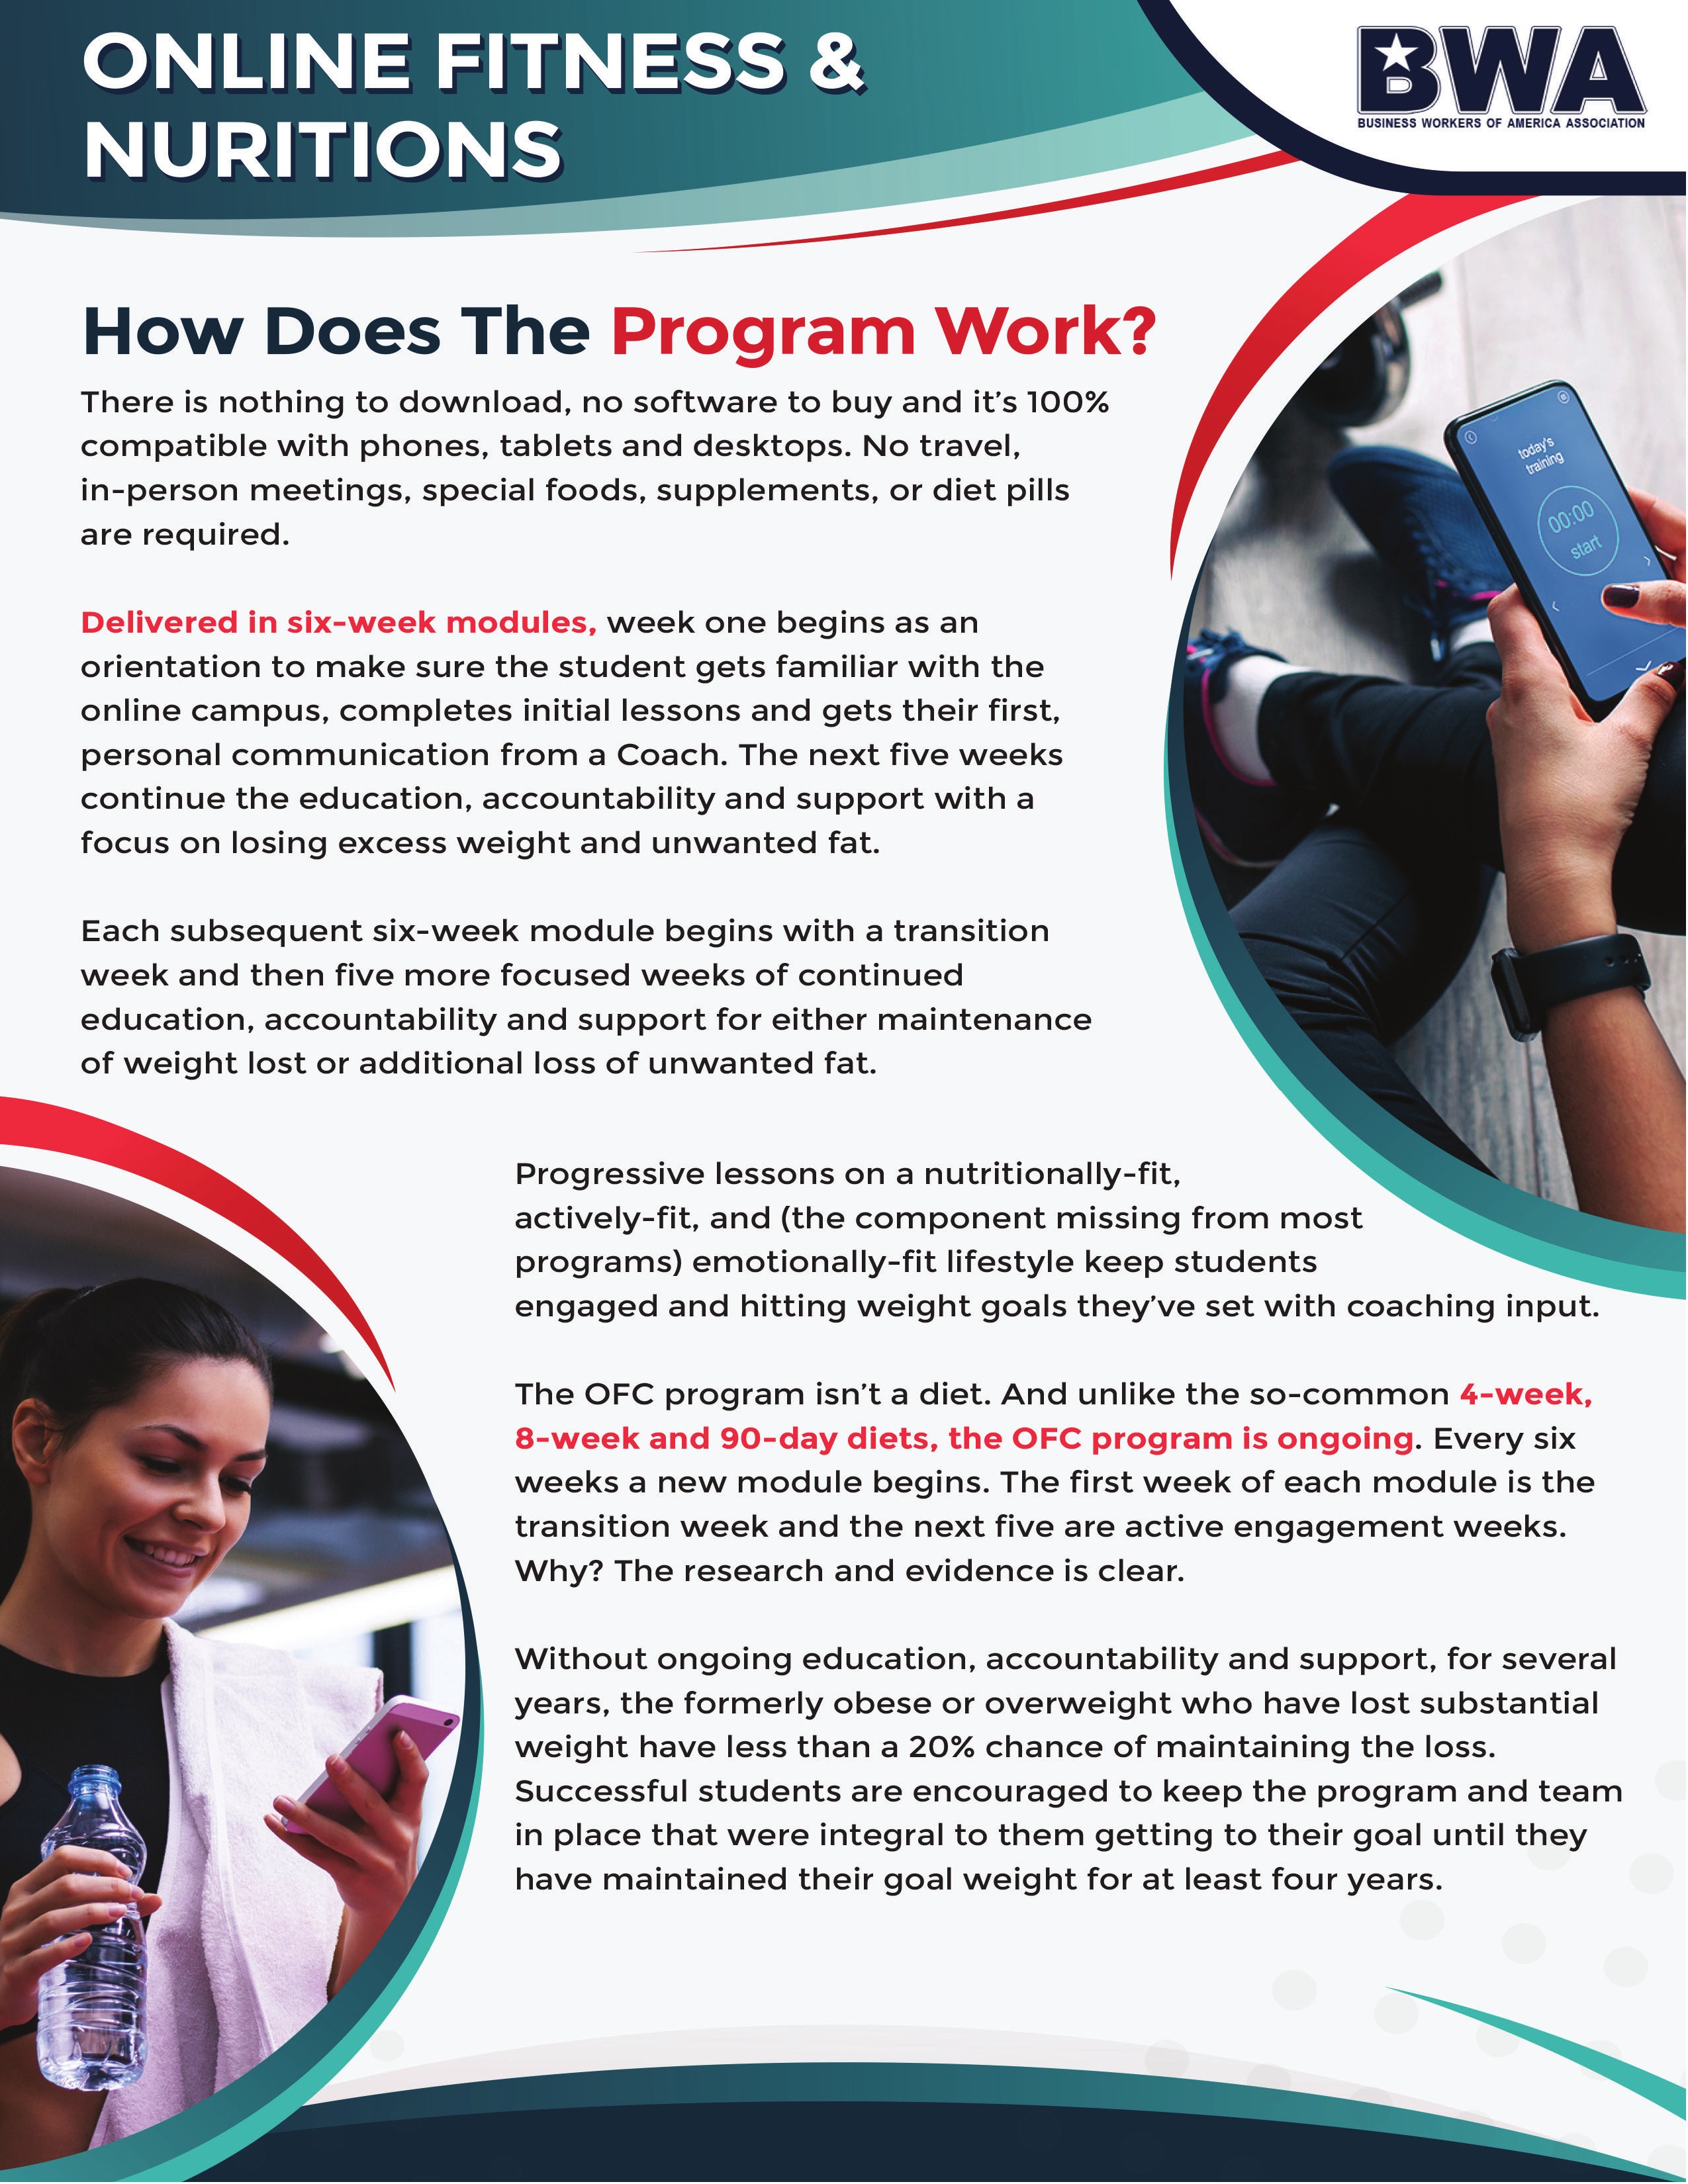 ONLINE FITNESS &
NURITIONS
BWA
BUSINESS WORKERS OF AMERICA ASSOCIATION
How Does The Program Work?
There is nothing to download, no software to buy and it's 100%
compatible with phones, tablets and desktops. No travel,
in-person meetings, special foods, supplements, or diet pills
are required.
today's
training
00:00
start
Delivered in six-week modules, week one begins as an
orientation to make sure the student gets familiar with the
online campus, completes initial lessons and gets their first,
personal communication from a Coach. The next five weeks
continue the education, accountability and support with a
focus on losing excess weight and unwanted fat.
Each subsequent six-week module begins with a transition
week and then five more focused weeks of continued
education, accountability and support for either maintenance
of weight lost or additional loss of unwanted fat.
Progressive lessons on a nutritionally-fit,
actively-fit, and (the component missing from most
programs) emotionally-fit lifestyle keep students
engaged and hitting weight goals they've set with coaching input.
The OFC program isn't a diet. And unlike the so-common 4-week,
8-week and 90-day diets, the OFC program is ongoing. Every six
weeks a new module begins. The first week of each module is the
transition week and the next five are active engagement weeks.
Why? The research and evidence is clear.
Without ongoing education, accountability and support, for several
years, the formerly obese or overweight who have lost substantial
weight have less than a 20% chance of maintaining the loss.
Successful students are encouraged to keep the program and team
in place that were integral to them getting to their goal until they
have maintained their goal weight for at least four years.